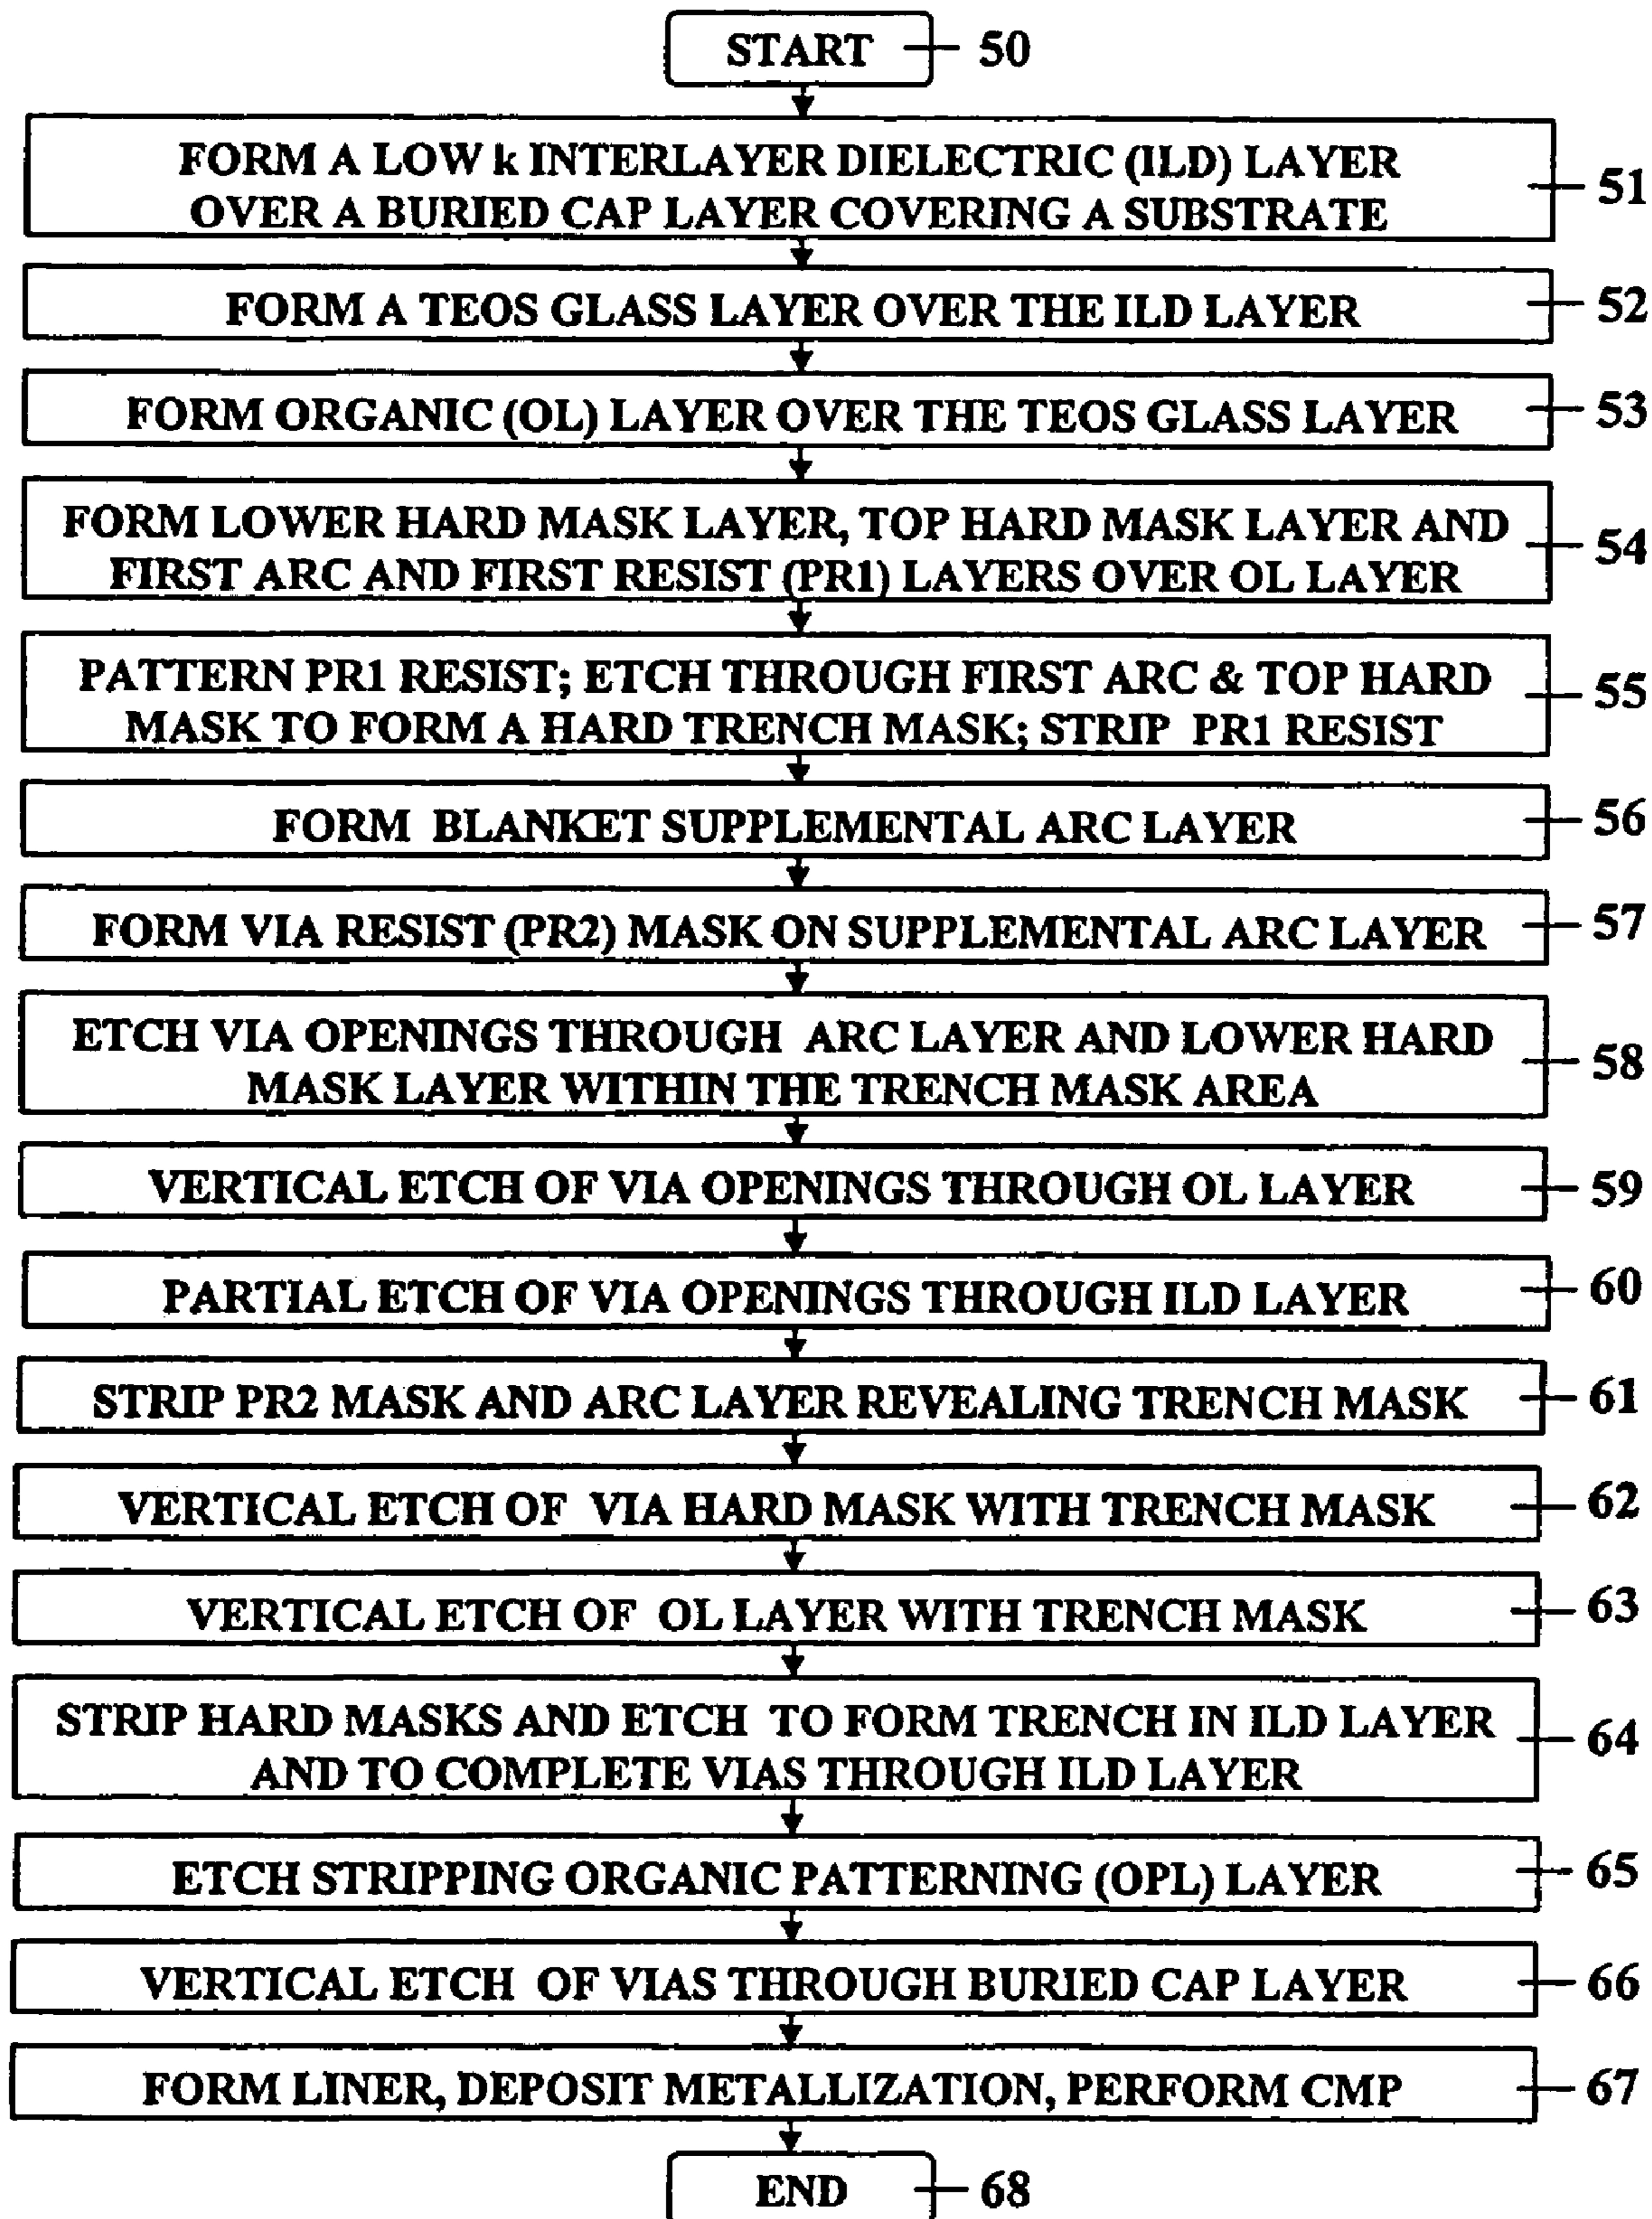 START 50
FORM A LOW k INTERLAYER DIELECTRIC (ILD) LAYER
OVER A BURIED CAP LAYER COVERING A SUBSTRATE
51
FORM A TEOS GLASS LAYER OVER THE ILD LAYER 52
FORM ORGANIC (OL) LAYER OVER THE TEOS GLASS LAYER 53
FORM LOWER HARD MASK LAYER, TOP HARD MASK LAYER AND
FIRST ARC AND FIRST RESIST (PR1) LAYERS OVER OL LAYER
54
PATTERN PR1 RESIST; ETCH THROUGH FIRST ARC & TOP HARD
MASK TO FORM A HARD TRENCH MASK; STRIP PR1 RESIST
55
FORM BLANKET SUPPLEMENTAL ARC LAYER 56
FORM VIA RESIST (PR2) MASK ON SUPPLEMENTAL ARC LAYER 57
ETCH VIA OPENINGS THROUGH ARC LAYER AND LOWER HARD
MASK LAYER WITHIN THE TRENCH MASK AREA
58
VERTICAL ETCH OF VIA OPENINGS THROUGH OL LAYER 59
PARTIAL ETCH OF VIA OPENINGS THROUGH ILD LAYER 60
STRIP PR2 MASK AND ARC LAYER REVEALING TRENCH MASK 61
VERTICAL ETCH OF VIA HARD MASK WITH TRENCH MASK 62
VERTICAL ETCH OF OL LAYER WITH TRENCH MASK 63
STRIP HARD MASKS AND ETCH TO FORM TRENCH IN ILD LAYER
AND TO COMPLETE VIAS THROUGH ILD LAYER
64
ETCH STRIPPING ORGANIC PATTERNING (OPL) LAYER 65
VERTICAL ETCH OF VIAS THROUGH BURIED CAP LAYER 66
FORM LINER, DEPOSIT METALLIZATION, PERFORM CMP 67
END 68